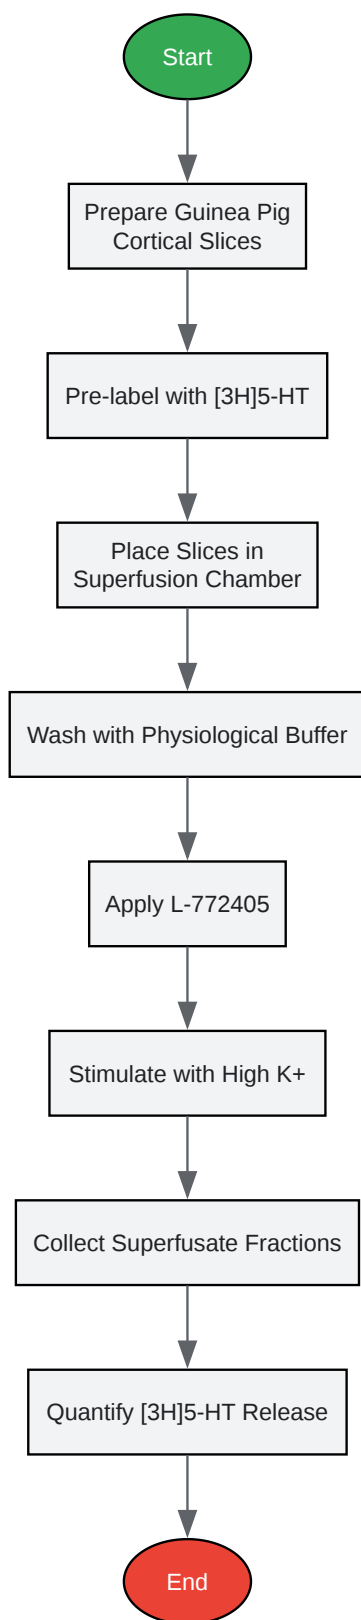 Start
Prepare Guinea Pig
Cortical Slices
Pre-label with [3H]5-HT
Place Slices in
Superfusion Chamber
Wash with Physiological Buffer
Apply L-772405
Stimulate with High K+
Collect Superfusate Fractions
Quantify [3H]5-HT Release
End